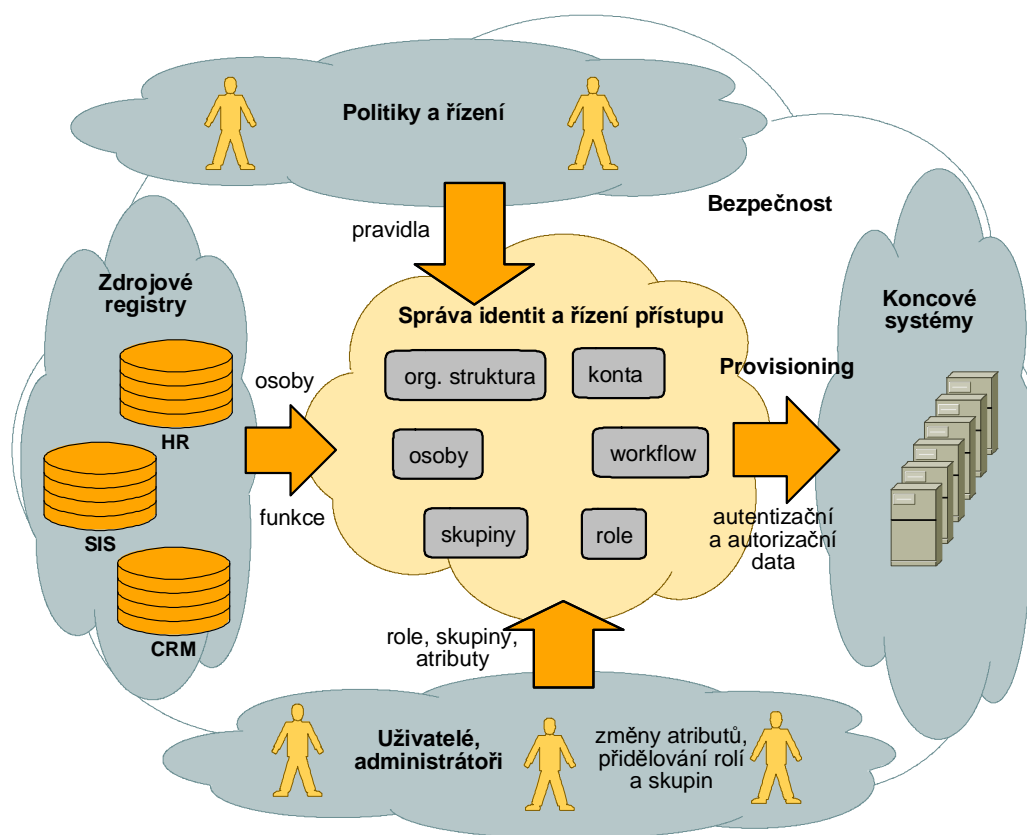 Politiky a řízení
Bezpečnost
pravidla
Zdrojové
registry
Správa identit a řízení přístupu
Koncové
systémy
org. struktura
konta
Provisioning
osoby
HR
osoby
workflow
funkce
SIS
skupiny
role
autentizační
a autorizační
data
CRM
role, skupiny,
atributy
Uživatelé,
administrátoři
změny atributů,
přidělování rolí
a skupin